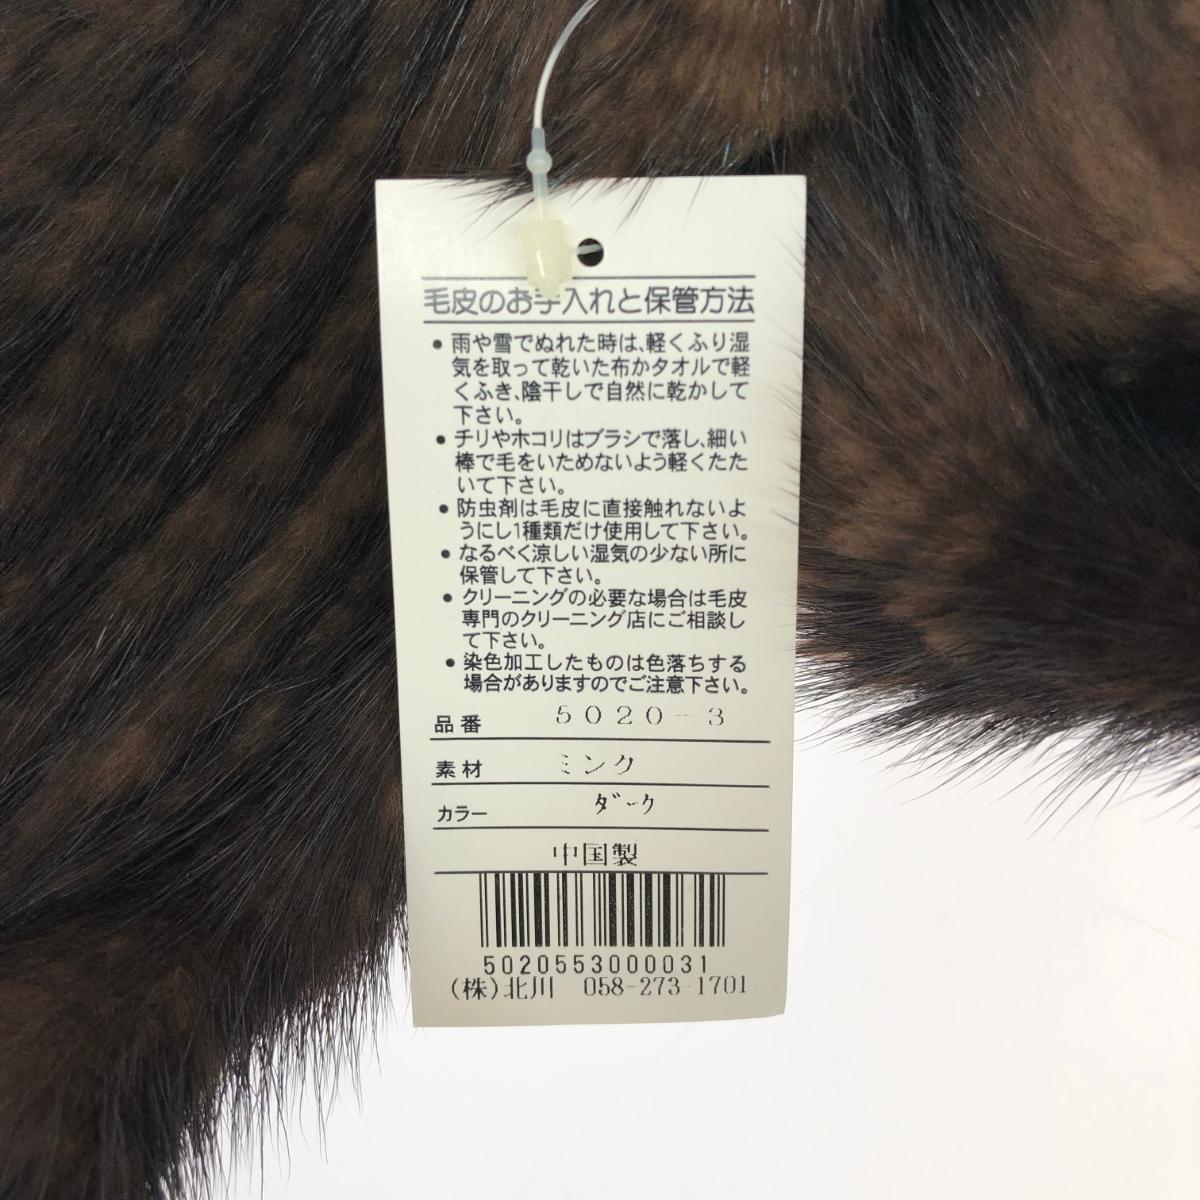 毛皮のお手入れと保管方法
● 雨や雪でぬれた時は、軽くふり湿
気を取って乾いた布かタオルで軽
くふき、陰干しで自然に乾かして
下さい。
● チリやホコリはブラシで落し、細い
棒で毛をいためないよう軽くたた
いて下さい。
● 防虫剤は毛皮に直接触れないよ
うにし1種類だけ使用して下さい。
● なるべく涼しい湿気の少ない所に
保管して下さい。
● クリーニングの必要な場合は毛皮
専門のクリーニング店にご相談し
て下さい。
● 染色加工したものは色落ちする
場合がありますのでご注意下さい。
品番 5020-3
素材 ミンク
カラー ダーク
中国製
5020553000031
(株)北川 058-273-1701